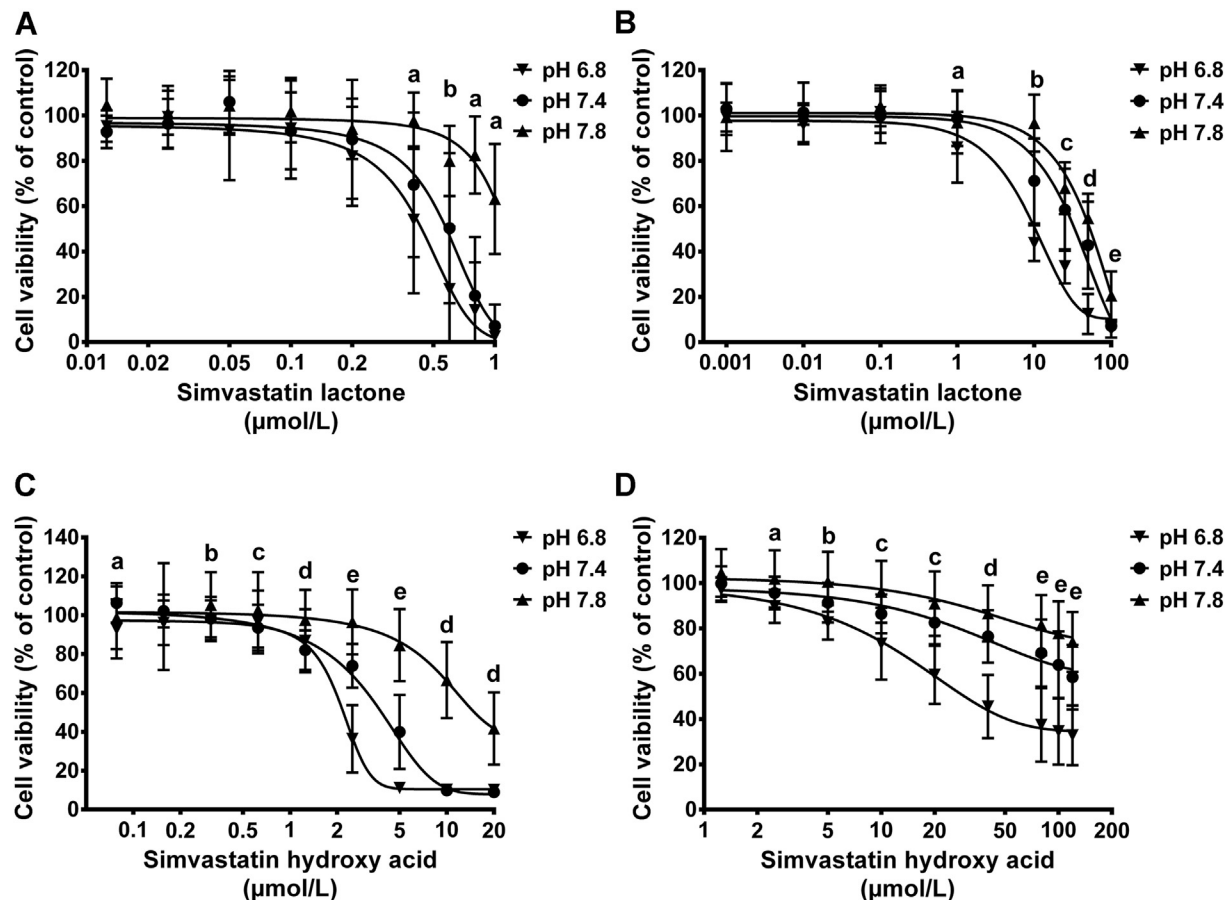 A
Cell vaibility (% of control)
120
100
80
60
40
20
0
a
b
a
a
pH 6.8
pH 7.4
pH 7.8
0.01 0.02 0.05 0.1 0.2 0.5 1
Simvastatin lactone
(µmol/L)
B
Cell vaibility (% of control)
120
100
80
60
40
20
0
a
b
c
d
e
pH 6.8
pH 7.4
pH 7.8
0.001 0.01 0.1 1 10 100
Simvastatin lactone
(µmol/L)
C
Cell vaibility (% of control)
140
120
100
80
60
40
20
0
a
b
c
d
e
e
d
d
pH 6.8
pH 7.4
pH 7.8
0.1 0.2 0.5 1 2 5 10 20
Simvastatin hydroxy acid
(µmol/L)
D
Cell vaibility (% of control)
120
100
80
60
40
20
0
a
b
c
c
d
e
e
e
pH 6.8
pH 7.4
pH 7.8
1 2 5 10 20 50 100 200
Simvastatin hydroxy acid
(µmol/L)